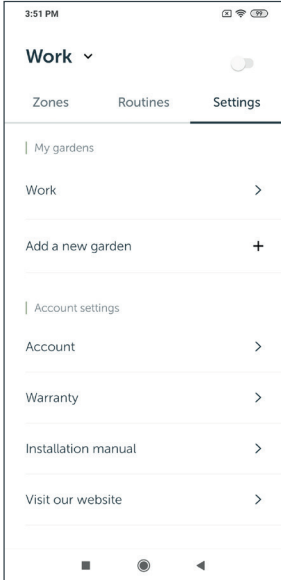 3:51 PM
99
Work
Zones Routines Settings
My gardens
Work
Add a new garden
Account settings
Account
Warranty
Installation manual
Visit our website